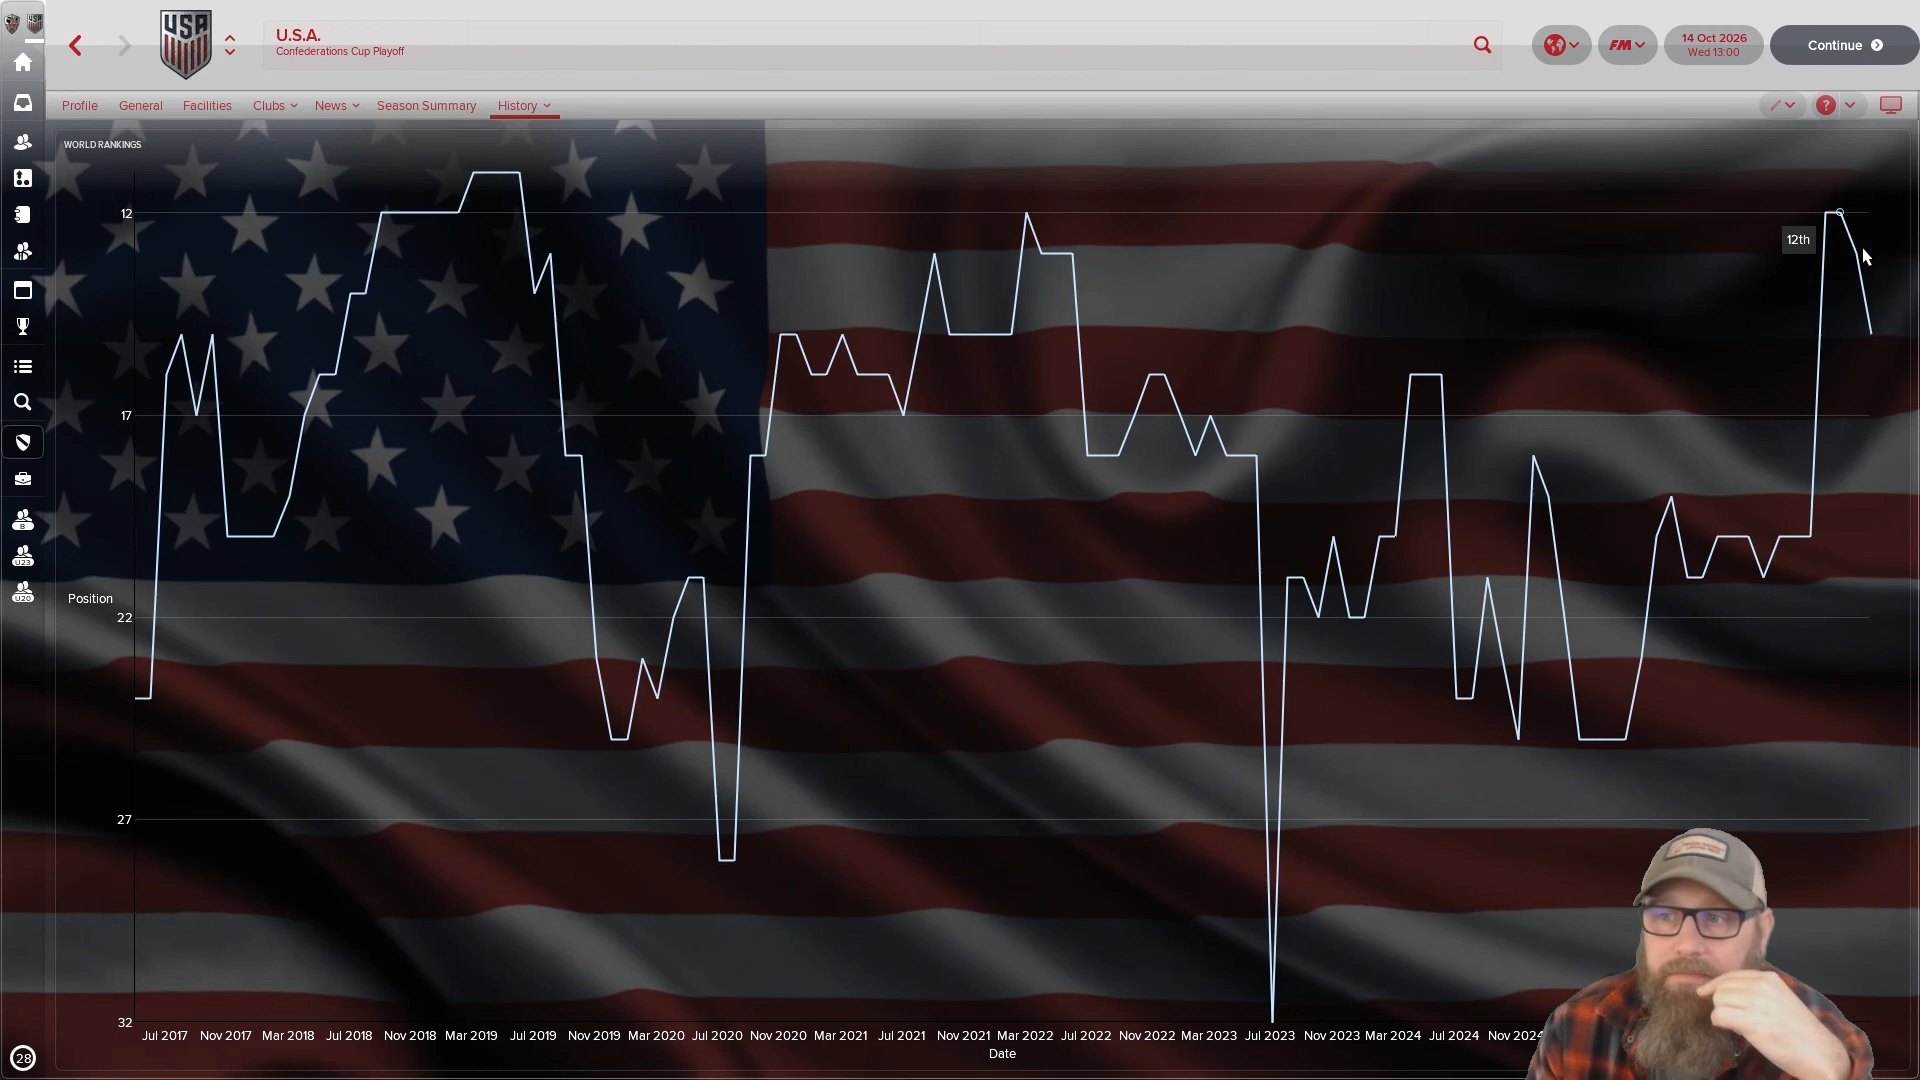 USA
U.S.A.
Confederations Cup Playoff
FM
14 Oct 2026
Wed 13:00
Continue
Profile
General
Facilities
Clubs
News
Season Summary
History
?
WORLD RANKINGS
12
12th
17
B
U23
U20
Position
22
27
32
Jul 2017
Nov 2017
Mar 2018
Jul 2018
Nov 2018
Mar 2019
Jul 2019
Nov 2019
Mar 2020
Jul 2020
Nov 2020
Mar 2021
Jul 2021
Nov 2021
Mar 2022
Jul 2022
Nov 2022
Mar 2023
Jul 2023
Nov 2023
Mar 2024
Jul 2024
Nov 2024
Date
28